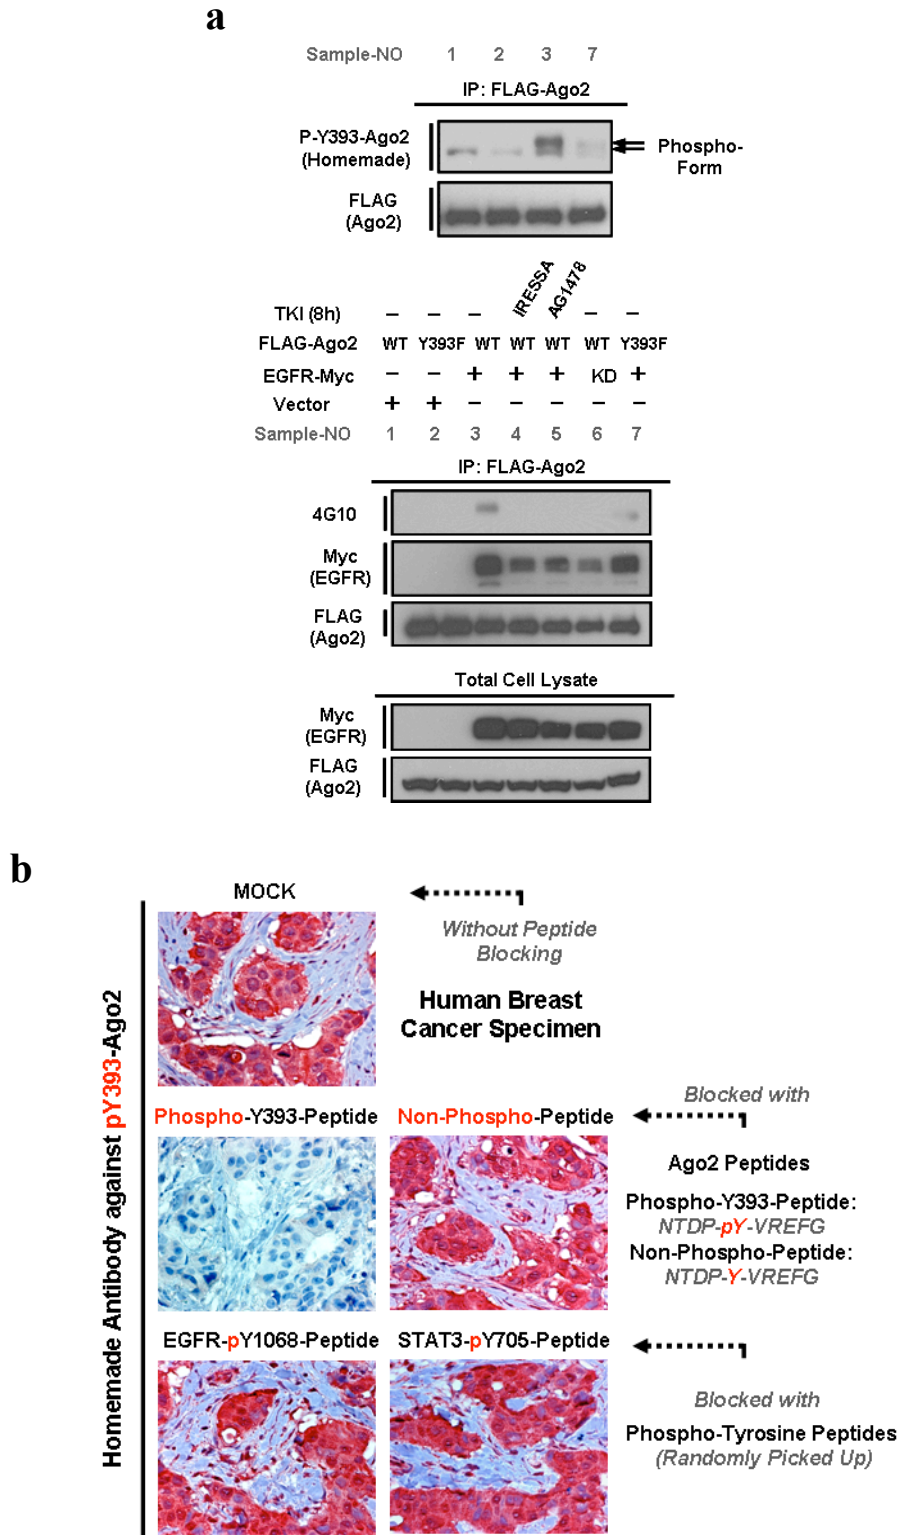 a
Sample-NO 1 2 3 7
IP: FLAG-Ago2
P-Y393-Ago2
(Homemade)
Phospho-
Form
FLAG
(Ago2)
IRESSA AG1478
TKI (8h) – – – – –
FLAG-Ago2 WT Y393F WT WT WT WT Y393F
EGFR-Myc – – + + + KD +
Vector + + – – – – –
Sample-NO 1 2 3 4 5 6 7
IP: FLAG-Ago2
4G10
Myc
(EGFR)
FLAG
(Ago2)
Total Cell Lysate
Myc
(EGFR)
FLAG
(Ago2)
b
MOCK
Without Peptide
Blocking
Human Breast
Cancer Specimen
Homemade Antibody against pY393-Ago2
Phospho-Y393-Peptide Non-Phospho-Peptide
Blocked with
Ago2 Peptides
Phospho-Y393-Peptide:
NTDP-pY-VREFG
Non-Phospho-Peptide:
NTDP-Y-VREFG
EGFR-pY1068-Peptide STAT3-pY705-Peptide
Blocked with
Phospho-Tyrosine Peptides
(Randomly Picked Up)